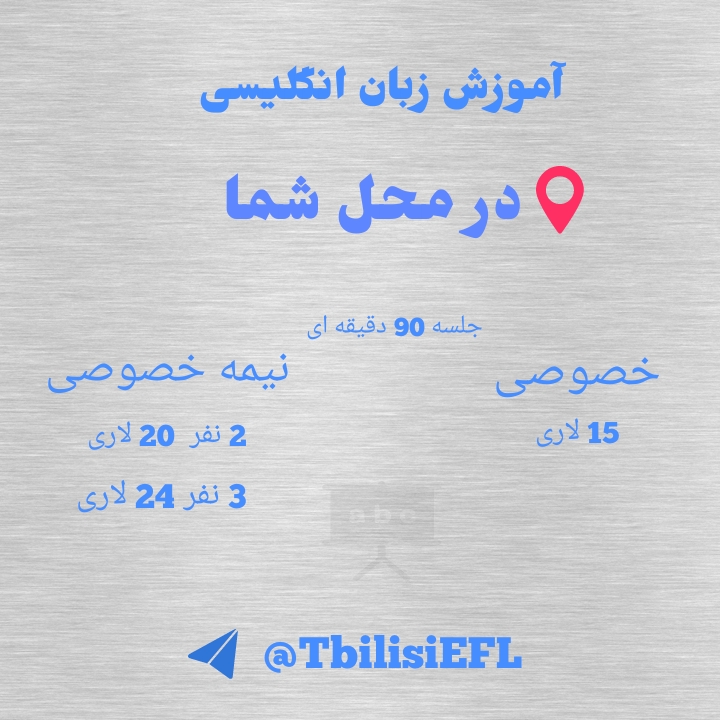 آموزش زبان انگلیسی
در محل شما
جلسه 90 دقیقه ای
خصوصی
15 لاری
نیمه خصوصی
2 نفر 20 لاری
3 نفر 24 لاری
abc
@TbilisiEFL